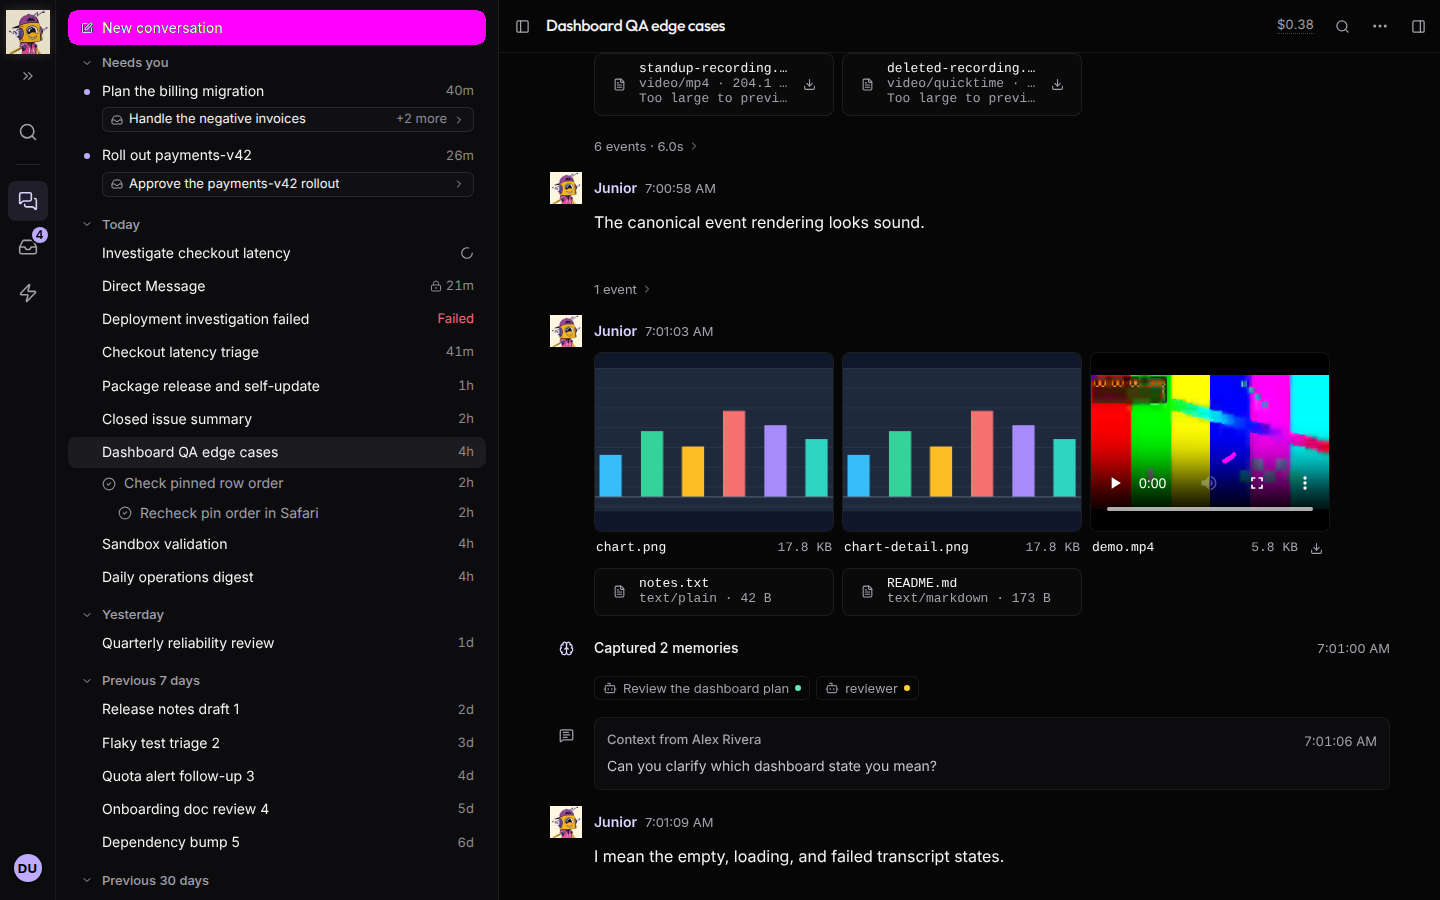 New conversation
Needs you
Plan the billing migration 40m
Handle the negative invoices +2 more
Roll out payments-v42 26m
Approve the payments-v42 rollout
Today
Investigate checkout latency
Direct Message 21m
Deployment investigation failed Failed
Checkout latency triage 41m
Package release and self-update 1h
Closed issue summary 2h
Dashboard QA edge cases 4h
Check pinned row order 2h
Recheck pin order in Safari 2h
Sandbox validation 4h
Daily operations digest 4h
Yesterday
Quarterly reliability review 1d
Previous 7 days
Release notes draft 1 2d
Flaky test triage 2 3d
Quota alert follow-up 3 4d
Onboarding doc review 4 5d
Dependency bump 5 6d
Previous 30 days
4
DU
Dashboard QA edge cases $0.38
standup-recording.…
video/mp4 · 204.1 …
Too large to previ…
deleted-recording.…
video/quicktime · …
Too large to previ…
6 events · 6.0s
Junior 7:00:58 AM
The canonical event rendering looks sound.
1 event
Junior 7:01:03 AM
0:00
chart.png 17.8 KB
chart-detail.png 17.8 KB
demo.mp4 5.8 KB
notes.txt
text/plain · 42 B
README.md
text/markdown · 173 B
Captured 2 memories 7:01:00 AM
Review the dashboard plan
reviewer
Context from Alex Rivera 7:01:06 AM
Can you clarify which dashboard state you mean?
Junior 7:01:09 AM
I mean the empty, loading, and failed transcript states.